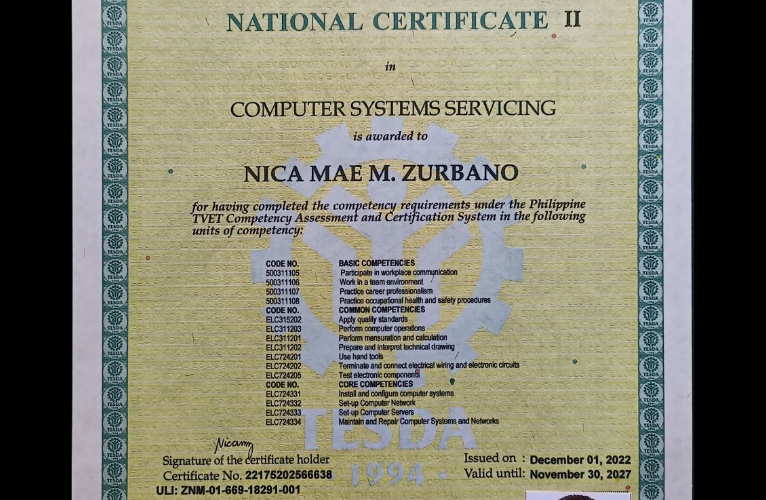 NATIONAL CERTIFICATE II
in
COMPUTER SYSTEMS SERVICING
is awarded to
NICA MAE M. ZURBANO
for having completed the competency requirements under the Philippine
TVET Competency Assessment and Certification System in the following
units of competency:
CODE NO. BASIC COMPETENCIES
500311105 Participate in workplace communication
500311106 Work in a team environment
500311107 Practice career professionalism
500311108 Practice occupational health and safety procedures
CODE NO. COMMON COMPETENCIES
ELC315202 Apply quality standards
ELC311203 Perform computer operations
ELC311201 Perform mensuration and calculation
ELC311202 Prepare and interpret technical drawing
ELC724201 Use hand tools
ELC724202 Terminate and connect electrical wiring and electronic circuits
ELC724205 Test electronic components
CODE NO. CORE COMPETENCIES
ELC724331 Install and configure computer systems
ELC724332 Set-up Computer Network
ELC724333 Set-up Computer Servers
ELC724334 Maintain and Repair Computer Systems and Networks
TESDA
1994
Signature of the certificate holder
Certificate No. 22175202566638
ULI: ZNM-01-669-18291-001
Issued on : December 01, 2022
Valid until: November 30, 2027